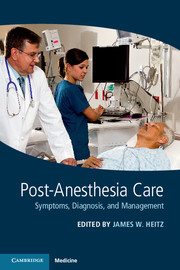 Post-Anesthesia Care
Symptoms, Diagnosis, and Management
EDITED BY JAMES W. HEITZ
CAMBRIDGE
Medicine